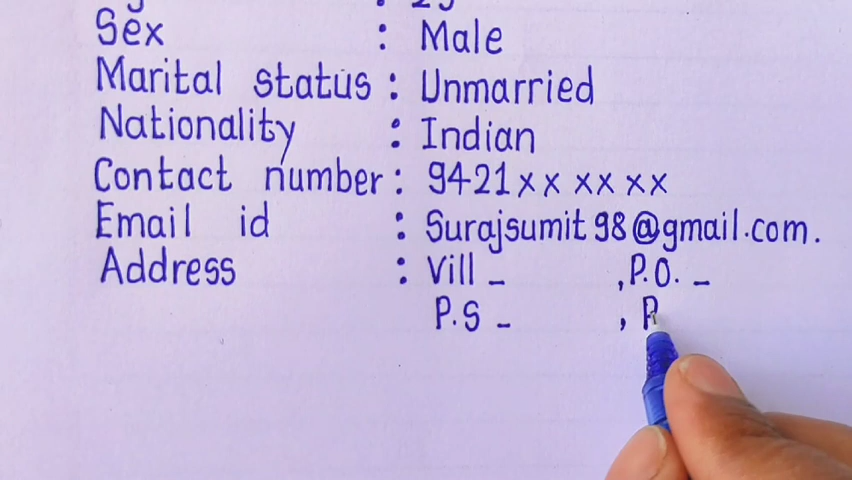 Sex : Male
Marital status : Unmarried
Nationality : Indian
Contact number : 9421xx xx xx
Email id : Surajsumit98@gmail.com.
Address : Vill _ , P.O. _
P.S _ , P